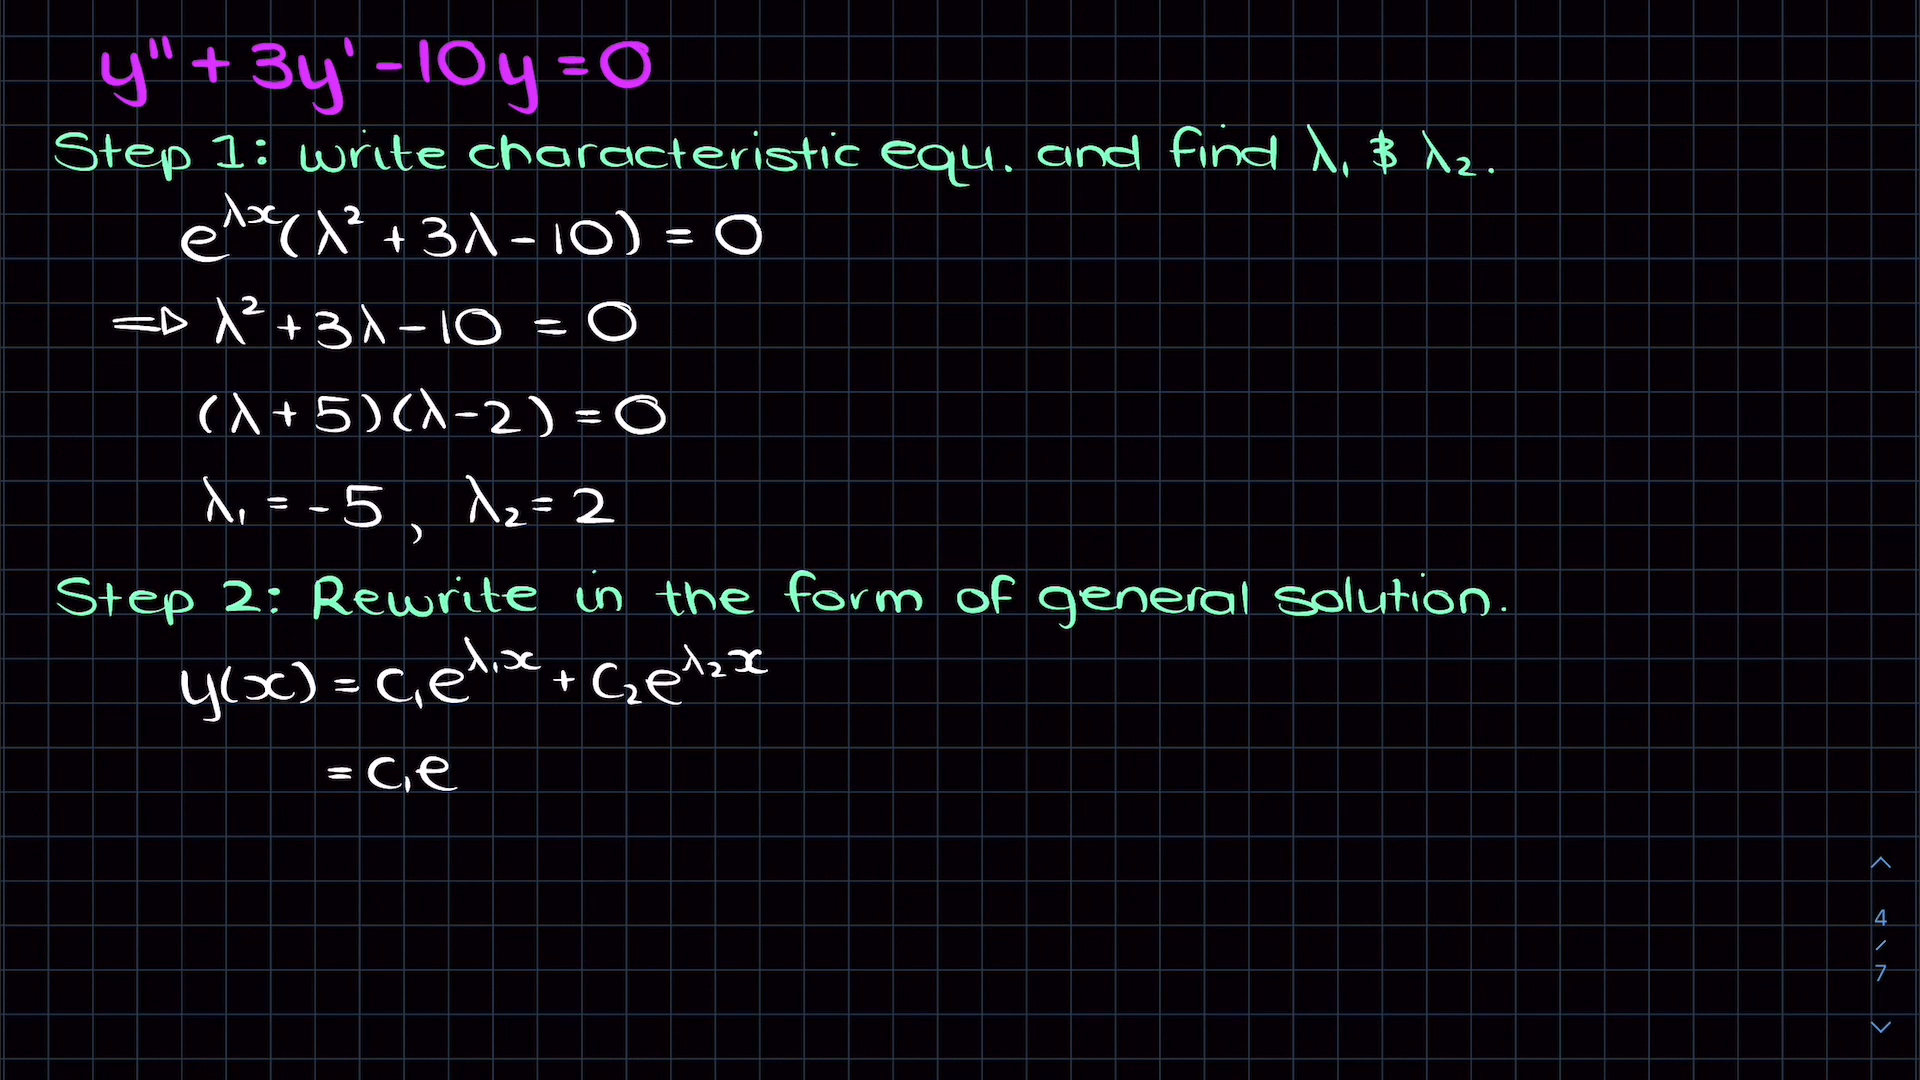 y" + 3y' - 10y = 0
Step 1: write characteristic equ. and find λ₁ & λ₂.
e^λx(λ² + 3λ - 10) = 0
⇒ λ² + 3λ - 10 = 0
(λ + 5)(λ - 2) = 0
λ₁ = -5, λ₂ = 2
Step 2: Rewrite in the form of general solution.
y(x) = c₁e^λ₁x + c₂e^λ₂x
= c₁e
4
/
7